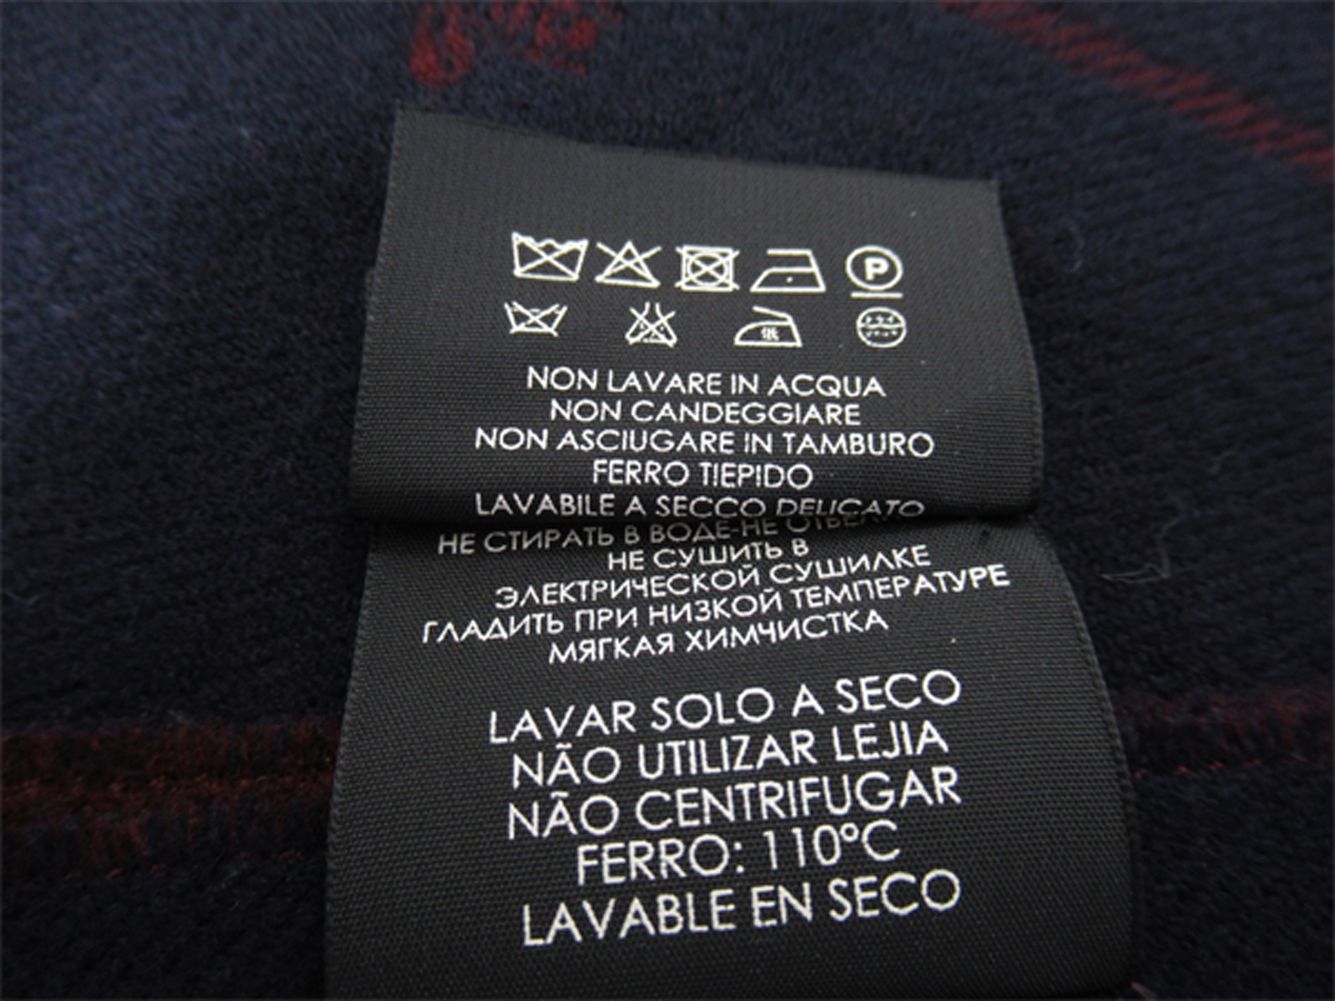 P
NON LAVARE IN ACQUA
NON CANDEGGIARE
NON ASCIUGARE IN TAMBURO
FERRO TIEPIDO
LAVABILE A SECCO DELICATO
НЕ СТИРАТЬ В ВОДЕ-НЕ
НЕ СУШИТЬ В
ЭЛЕКТРИЧЕСКОЙ СУШИЛКЕ
ГЛАДИТЬ ПРИ НИЗКОЙ ТЕМПЕРАТУРЕ
МЯГКАЯ ХИМЧИСТКА
LAVAR SOLO A SECO
NÃO UTILIZAR LEJIA
NÃO CENTRIFUGAR
FERRO: 110ºC
LAVABLE EN SECO